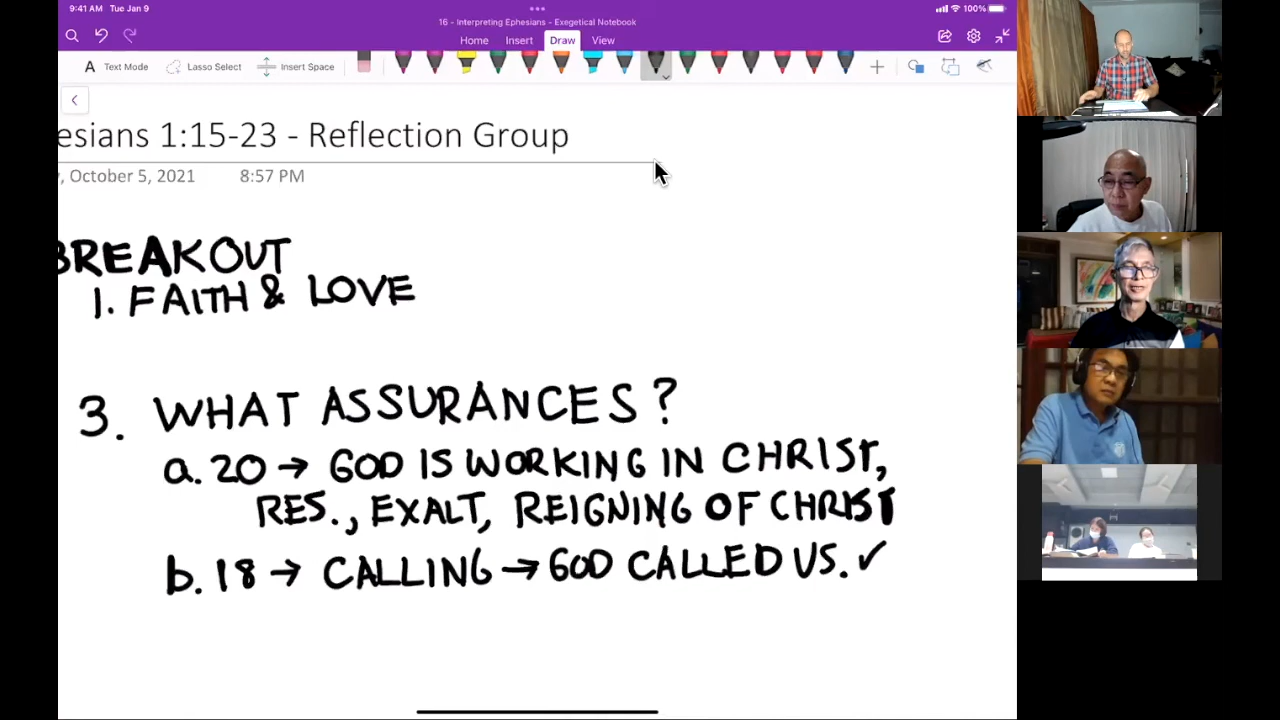 9:41 AM Tue Jan 9
100%
16 - Interpreting Ephesians - Exegetical Notebook
Home Insert Draw View
Text Mode Lasso Select Insert Space
esians 1:15-23 - Reflection Group
y, October 5, 2021 8:57 PM
BREAKOUT
1. FAITH & LOVE
3. WHAT ASSURANCES?
a. 20 → GOD IS WORKING IN CHRIST,
RES., EXALT, REIGNING OF CHRIST
b. 18 → CALLING → GOD CALLED US. ✓